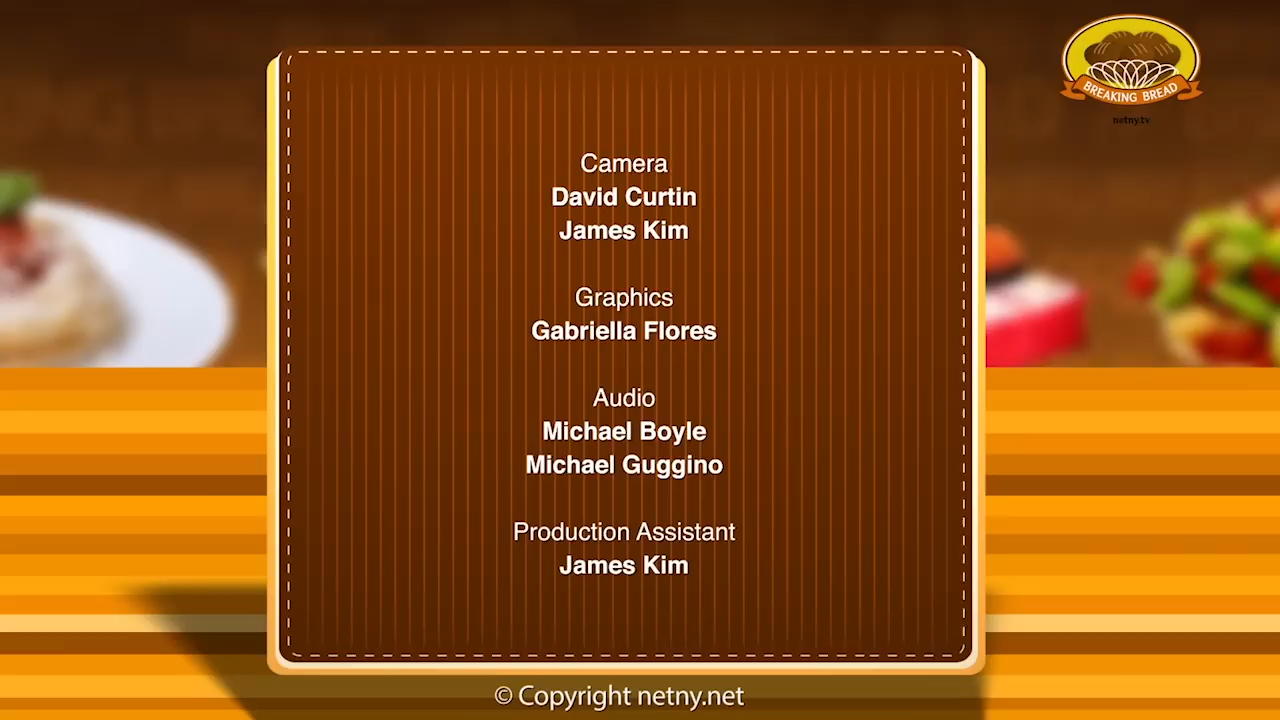 BREAKING BREAD
netny.tv
Camera
David Curtin
James Kim
Graphics
Gabriella Flores
Audio
Michael Boyle
Michael Guggino
Production Assistant
James Kim
© Copyright netny.net